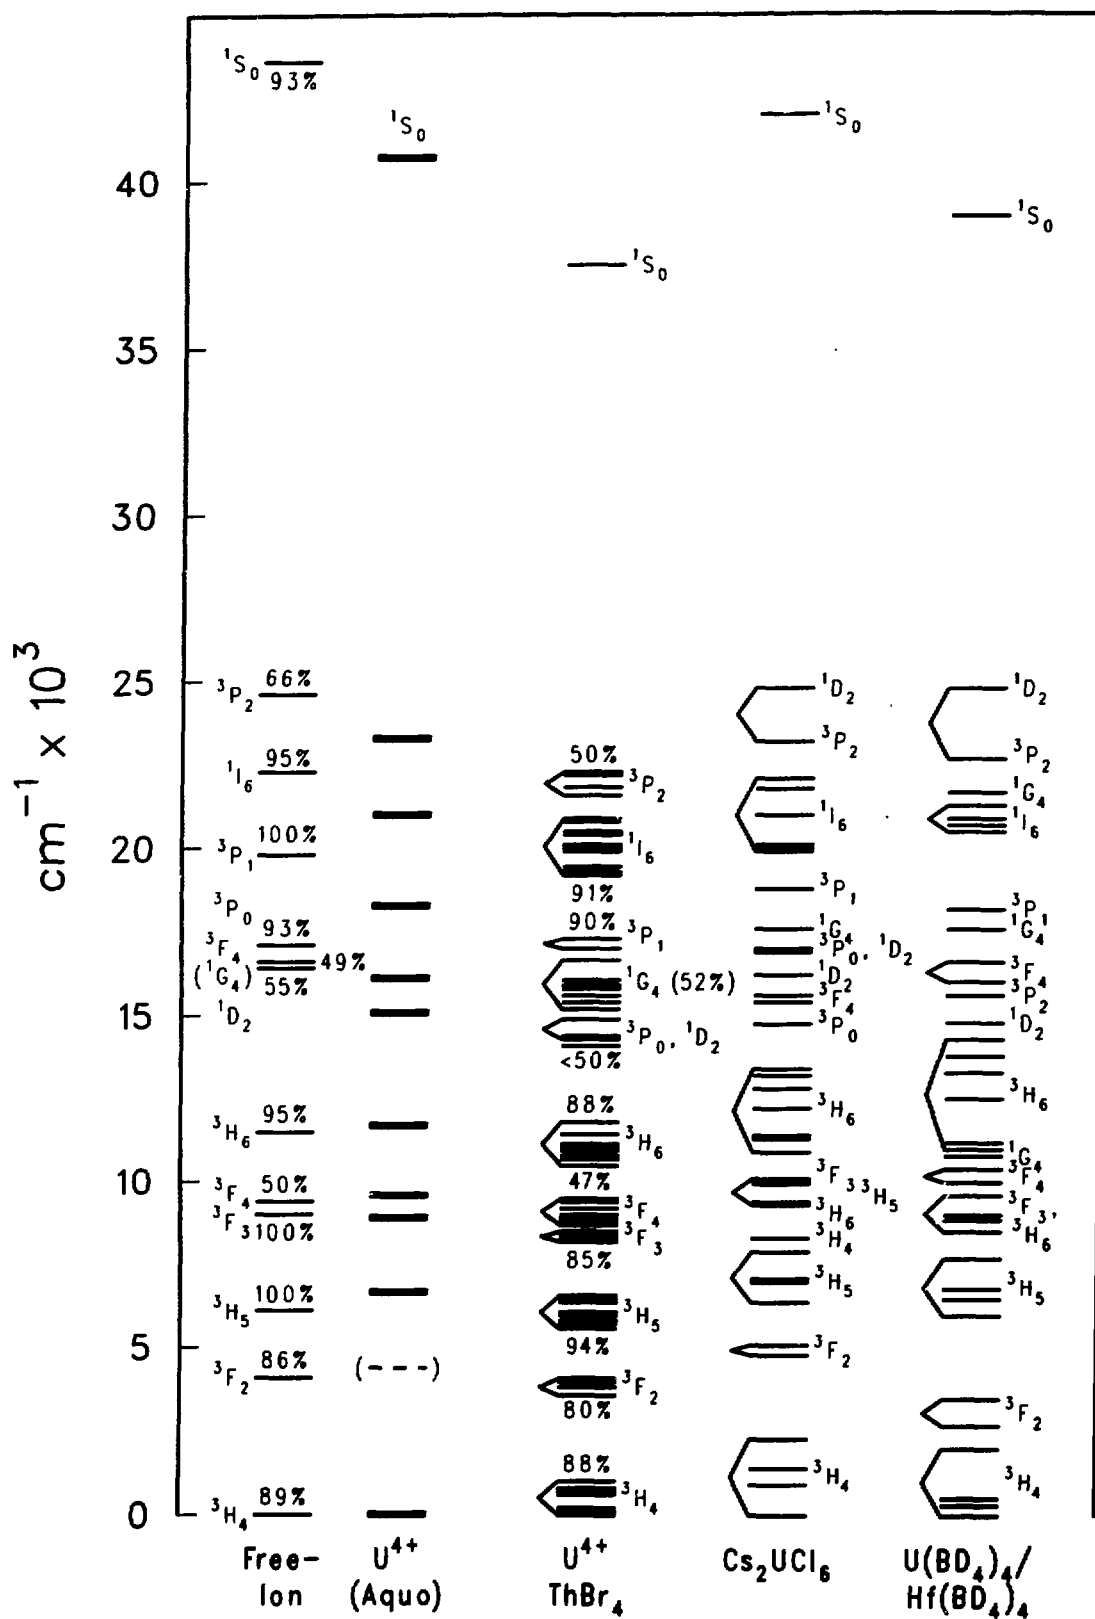 cm⁻¹ x 10³
40
35
30
25
20
15
10
5
0
¹S₀
93%
³P₂ 66%
¹I₆ 95%
³P₁ 100%
³P₀
93%
³F₄
49%
(¹G₄)
55%
¹D₂
³H₆ 95%
³F₄ 50%
³F₃ 100%
³H₅ 100%
³F₂ 86%
³H₄ 89%
Free-
Ion
¹S₀
(---)
U⁴⁺
(Aquo)
¹S₀
50%
³P₂
¹I₆
91%
90%
³P₁
¹G₄ (52%)
³P₀, ¹D₂
<50%
88%
³H₆
47%
³F₄
³F₃
85%
³H₅
94%
³F₂
80%
88%
³H₄
U⁴⁺
ThBr₄
¹S₀
¹D₂
³P₂
¹I₆
³P₁
¹G₄
³P₀, ¹D₂
¹D₂
³F₄
³P₀
³H₆
³F₃ ³H₅
³H₆
³H₄
³H₅
³F₂
³H₄
Cs₂UCl₆
¹S₀
¹D₂
³P₂
¹G₄
¹I₆
³P₁
¹G₄
³F₄
³P₂
¹D₂
³H₆
¹G₄
³F₄
³F₃,
³H₆
³H₅
³F₂
³H₄
U(BD₄)₄/
Hf(BD₄)₄